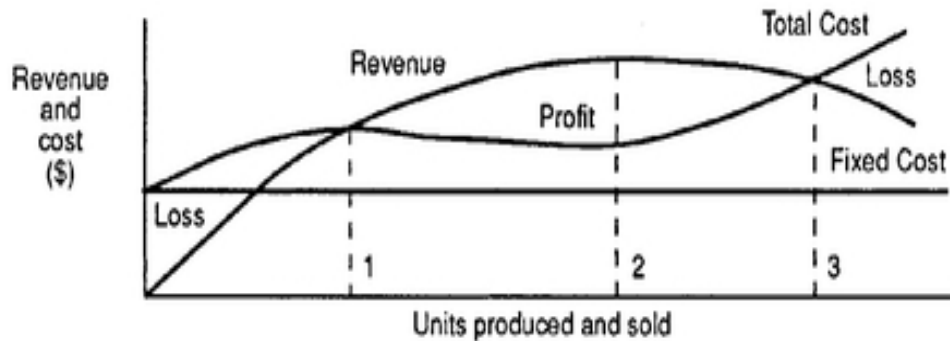 Total Cost
Revenue
Loss
Revenue
and
cost
($)
Profit
Fixed Cost
Loss
1
2
3
Units produced and sold